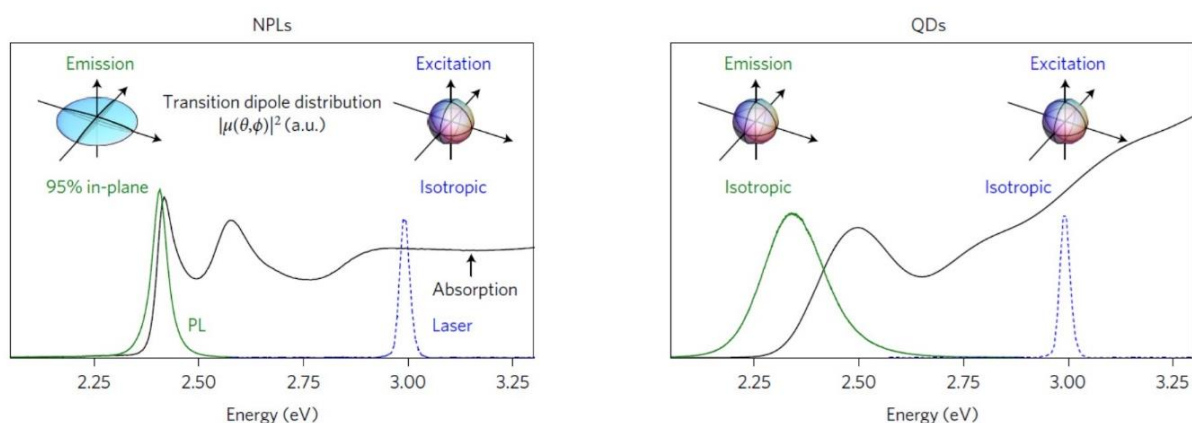 NPLs
Emission
Excitation
Transition dipole distribution
|μ(θ,ϕ)|² (a.u.)
95% in-plane
Isotropic
Absorption
PL
Laser
2.25 2.50 2.75 3.00 3.25
Energy (eV)
QDs
Emission
Excitation
Isotropic
Isotropic
2.25 2.50 2.75 3.00 3.25
Energy (eV)